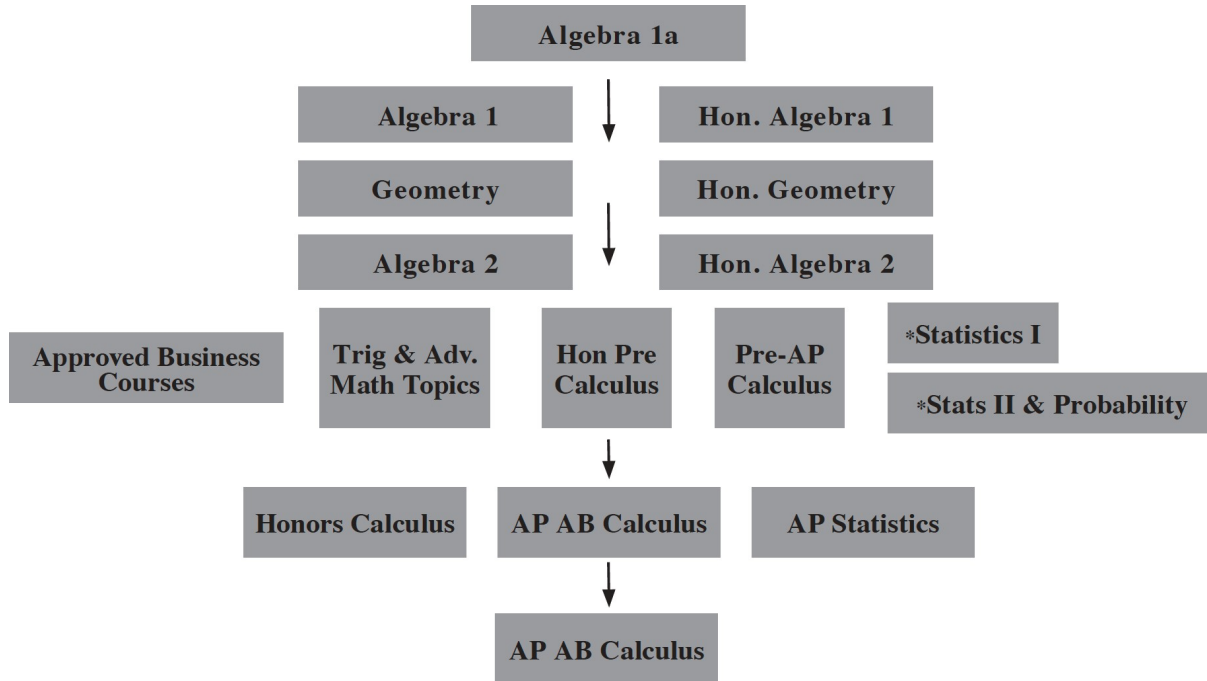 Algebra 1a
Algebra 1
Hon. Algebra 1
Geometry
Hon. Geometry
Algebra 2
Hon. Algebra 2
Approved Business
Courses
Trig & Adv.
Math Topics
Hon Pre
Calculus
Pre-AP
Calculus
*Statistics I
*Stats II & Probability
Honors Calculus
AP AB Calculus
AP Statistics
AP AB Calculus